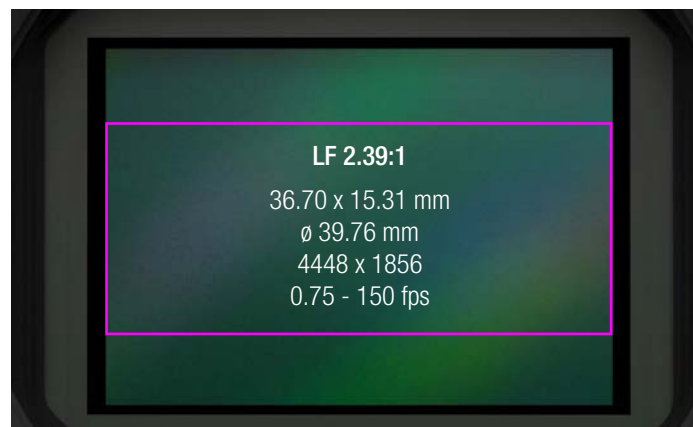 LF 2.39:1
36.70 x 15.31 mm
ø 39.76 mm
4448 x 1856
0.75 - 150 fps